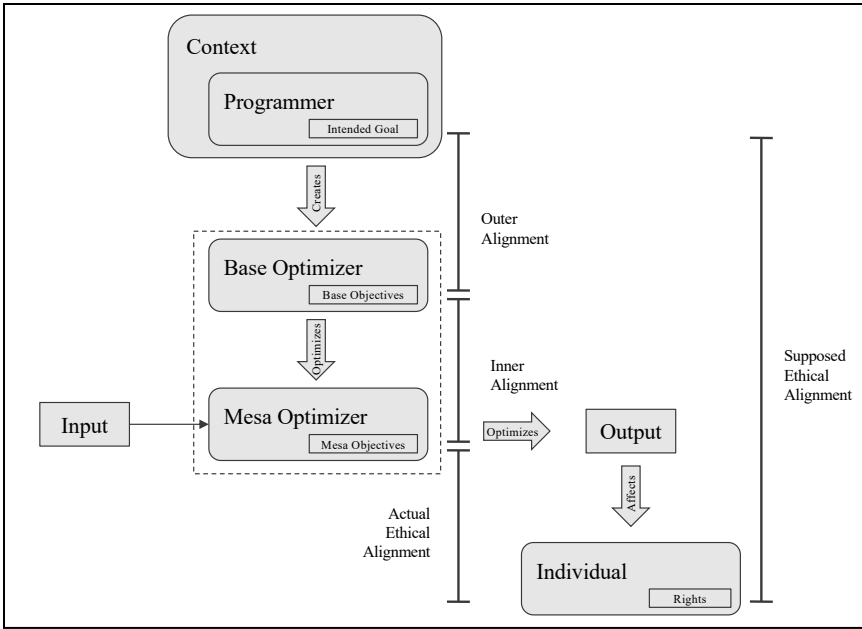 Context
Programmer
Intended Goal
Creates
Outer
Alignment
Base Optimizer
Base Objectives
Optimizes
Inner
Alignment
Supposed
Ethical
Alignment
Input
Mesa Optimizer
Mesa Objectives
Optimizes
Output
Affects
Actual
Ethical
Alignment
Individual
Rights